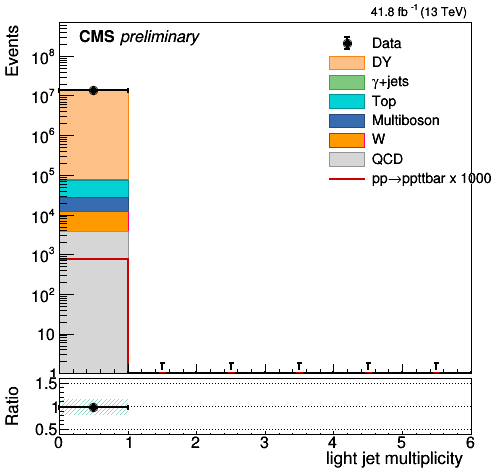 41.8 fb⁻¹ (13 TeV)
CMS preliminary
Events
Data
DY
γ+jets
Top
Multiboson
W
QCD
pp→ppttbar x 1000
10⁸
10⁷
10⁶
10⁵
10⁴
10³
10²
10
1
Ratio
1.5
1
0.5
0 1 2 3 4 5 6
light jet multiplicity